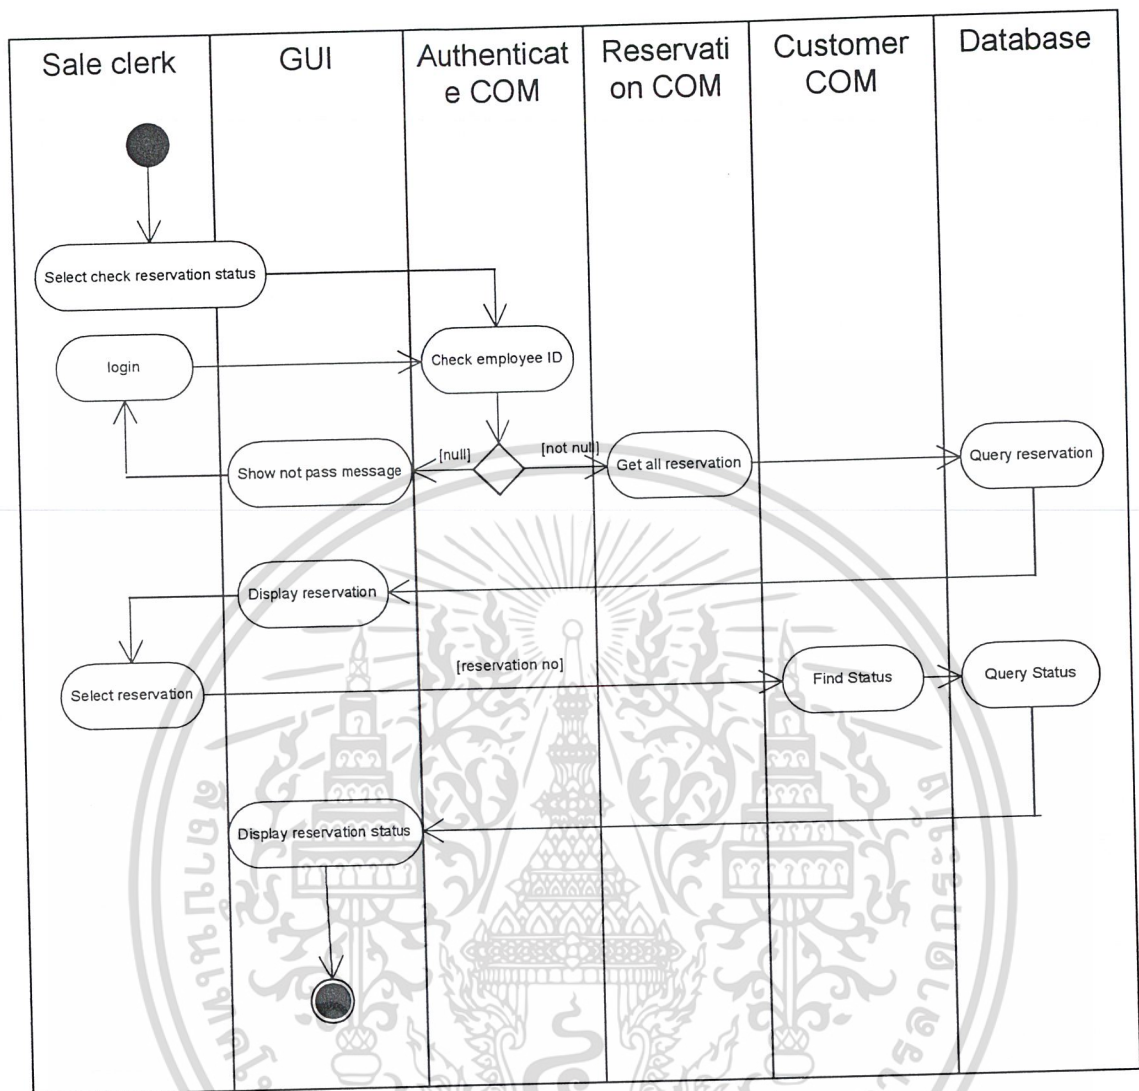 Sale clerk
GUI
Authenticat
e COM
Reservati
on COM
Customer
COM
Database
Select check reservation status
login
Check employee ID
[null]
[not null]
Show not pass message
Get all reservation
Query reservation
Display reservation
Select reservation
[reservation no]
Find Status
Query Status
Display reservation status